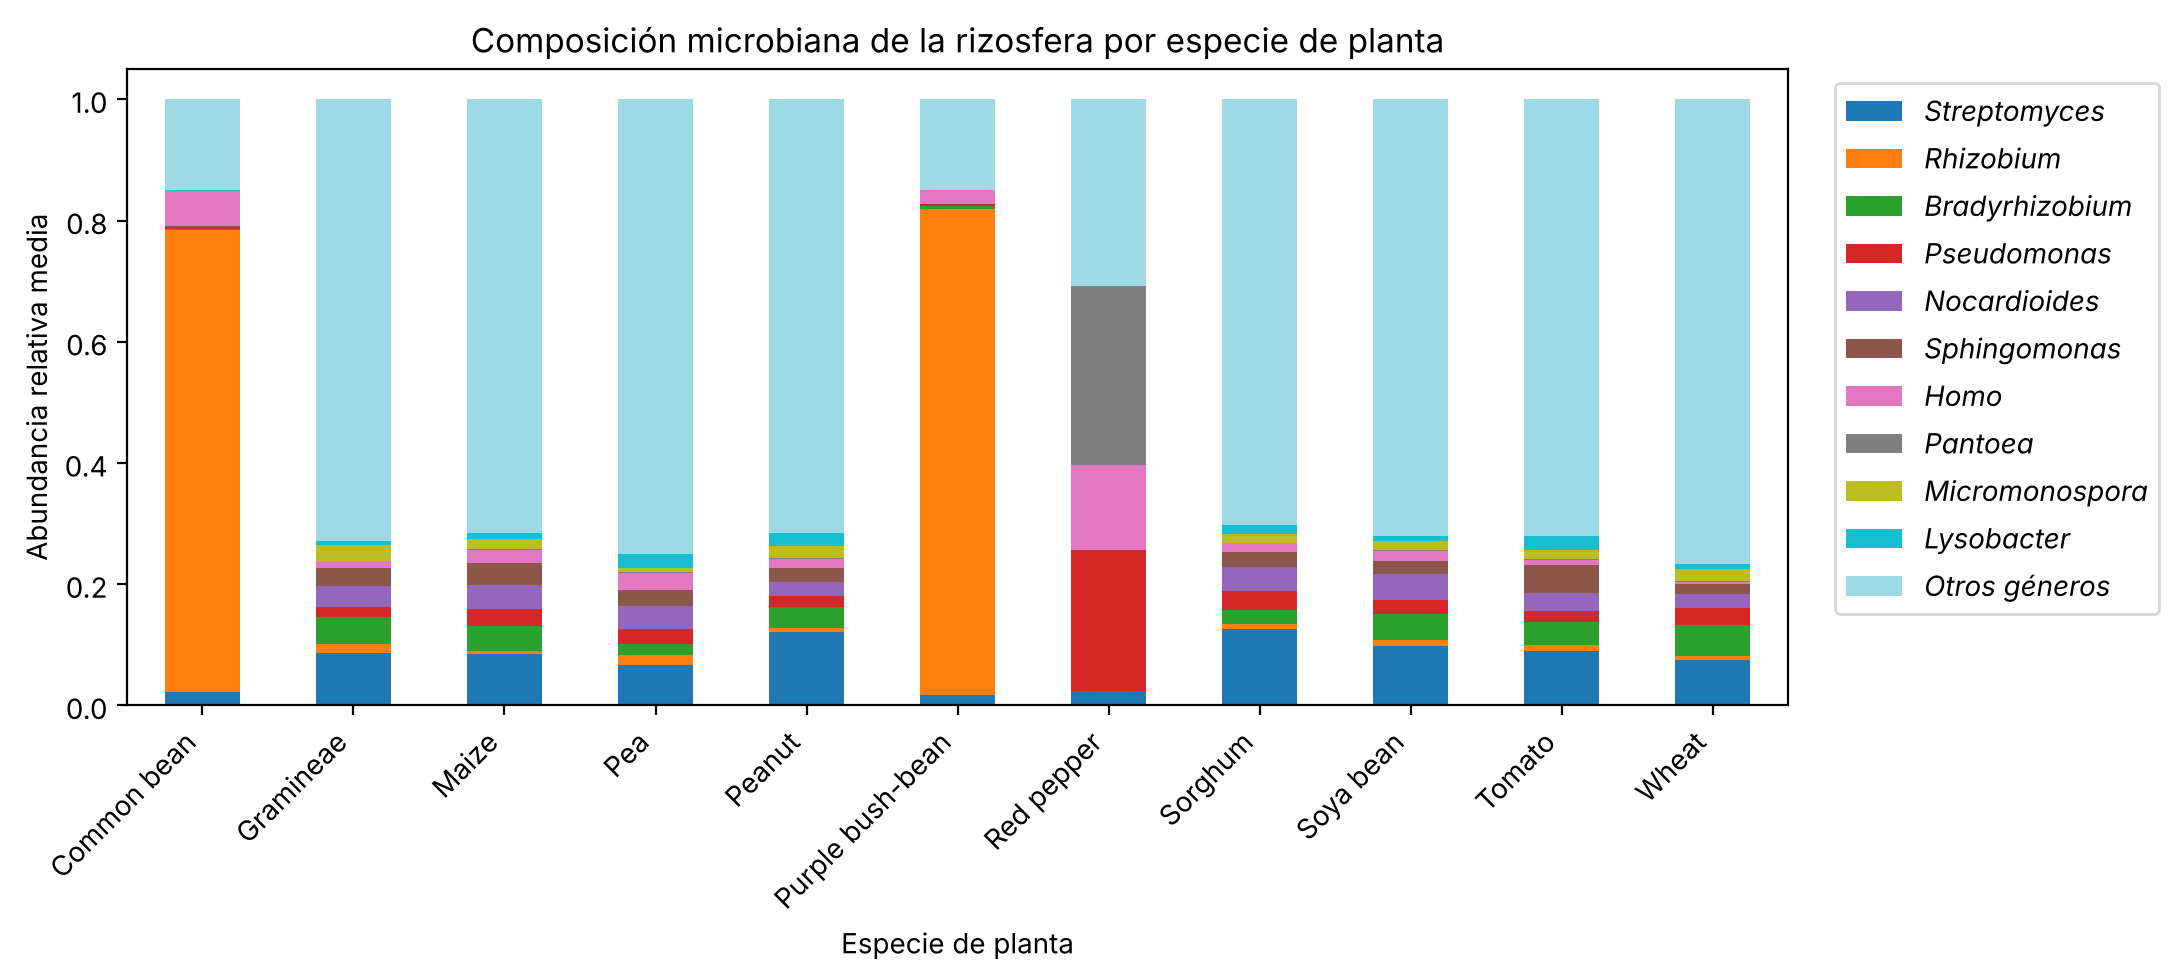 Composición microbiana de la rizosfera por especie de planta
Abundancia relativa media
1.0
0.8
0.6
0.4
0.2
0.0
Common bean
Gramineae
Maize
Pea
Peanut
Purple bush-bean
Red pepper
Sorghum
Soya bean
Tomato
Wheat
Especie de planta
Streptomyces
Rhizobium
Bradyrhizobium
Pseudomonas
Nocardioides
Sphingomonas
Homo
Pantoea
Micromonospora
Lysobacter
Otros géneros